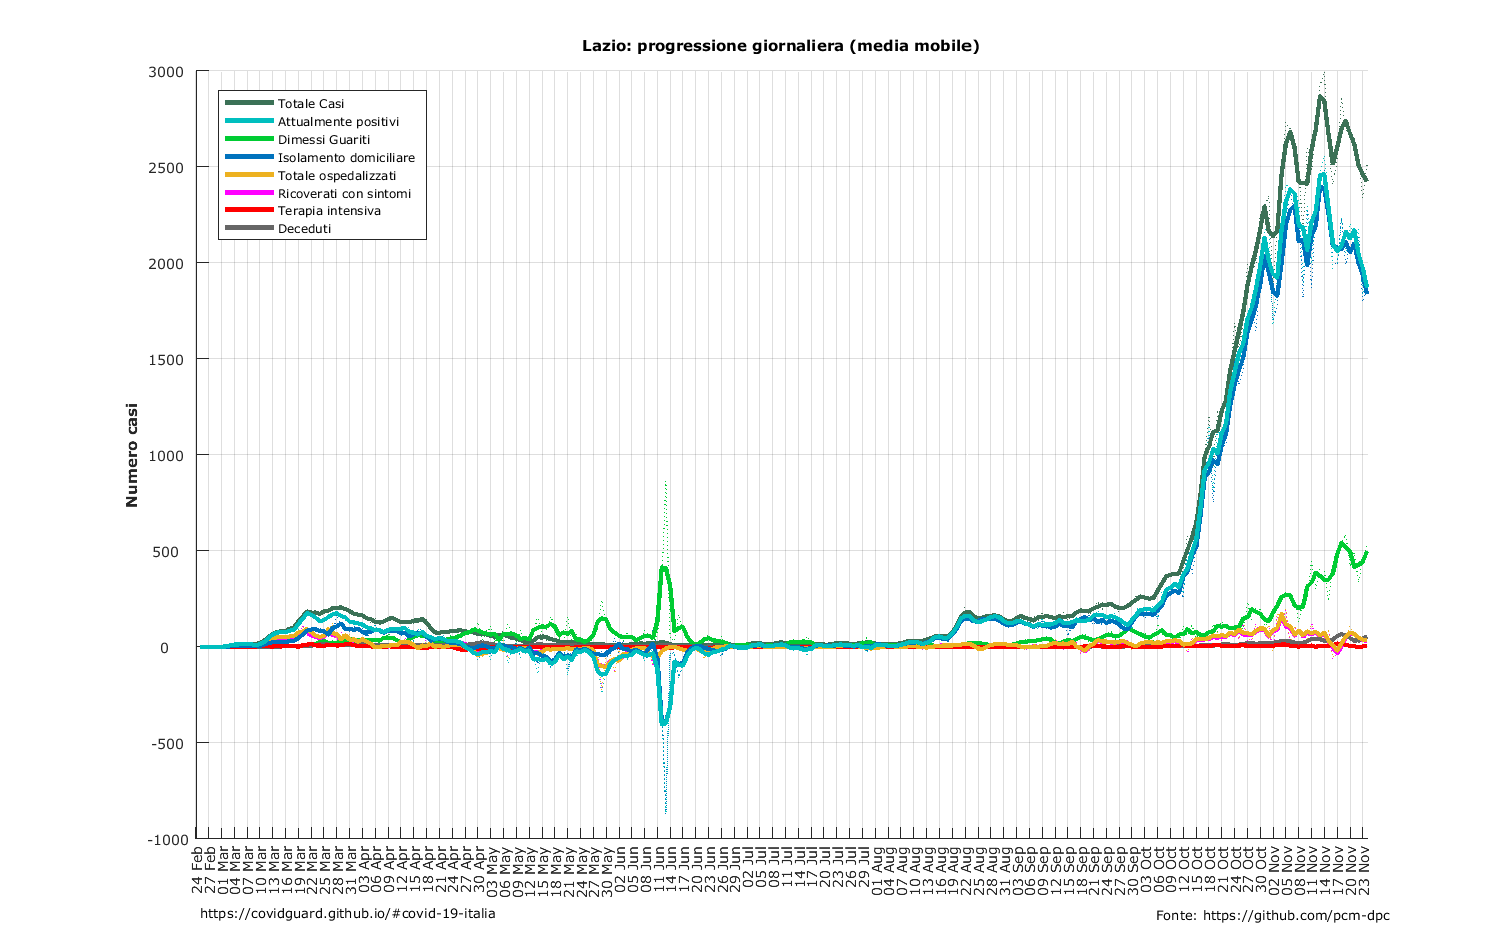 Lazio: progressione giornaliera (media mobile)
3000
2500
2000
1500
1000
500
0
-500
-1000
Numero casi
Totale Casi
Attualmente positivi
Dimessi Guariti
Isolamento domiciliare
Totale ospedalizzati
Ricoverati con sintomi
Terapia intensiva
Deceduti
24 Feb
27 Feb
01 Mar
04 Mar
07 Mar
10 Mar
13 Mar
16 Mar
19 Mar
22 Mar
25 Mar
28 Mar
31 Mar
03 Apr
06 Apr
09 Apr
12 Apr
15 Apr
18 Apr
21 Apr
24 Apr
27 Apr
30 Apr
03 May
06 May
09 May
12 May
15 May
18 May
21 May
24 May
27 May
30 May
02 Jun
05 Jun
08 Jun
11 Jun
14 Jun
17 Jun
20 Jun
23 Jun
26 Jun
29 Jun
02 Jul
05 Jul
08 Jul
11 Jul
14 Jul
17 Jul
20 Jul
23 Jul
26 Jul
29 Jul
01 Aug
04 Aug
07 Aug
10 Aug
13 Aug
16 Aug
19 Aug
22 Aug
25 Aug
28 Aug
31 Aug
03 Sep
06 Sep
09 Sep
12 Sep
15 Sep
18 Sep
21 Sep
24 Sep
27 Sep
30 Sep
03 Oct
06 Oct
09 Oct
12 Oct
15 Oct
18 Oct
21 Oct
24 Oct
27 Oct
30 Oct
02 Nov
05 Nov
08 Nov
11 Nov
14 Nov
17 Nov
20 Nov
23 Nov
https://covidguard.github.io/#covid-19-italia
Fonte: https://github.com/pcm-dpc